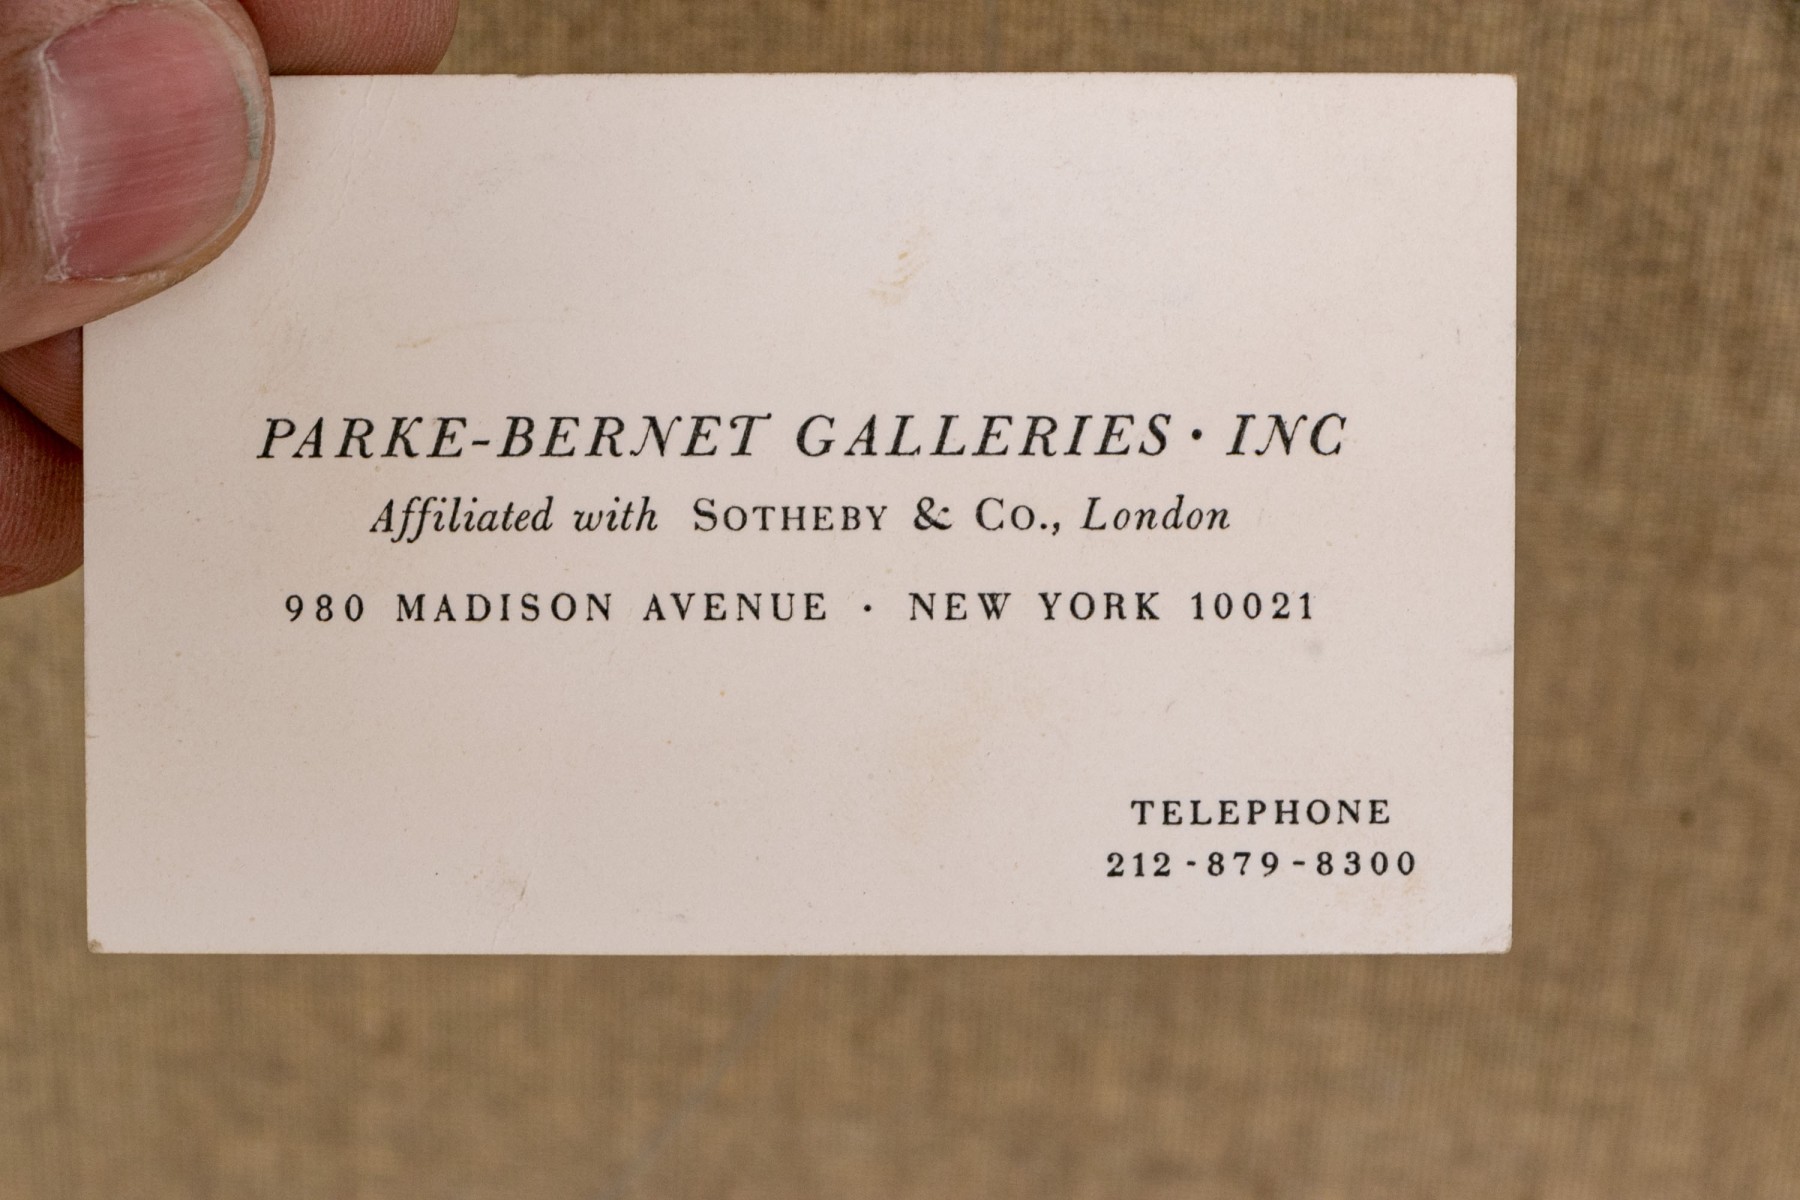 PARKE-BERNET GALLERIES · INC
Affiliated with SOTHEBY & CO., London
980 MADISON AVENUE · NEW YORK 10021
TELEPHONE
212-879-8300